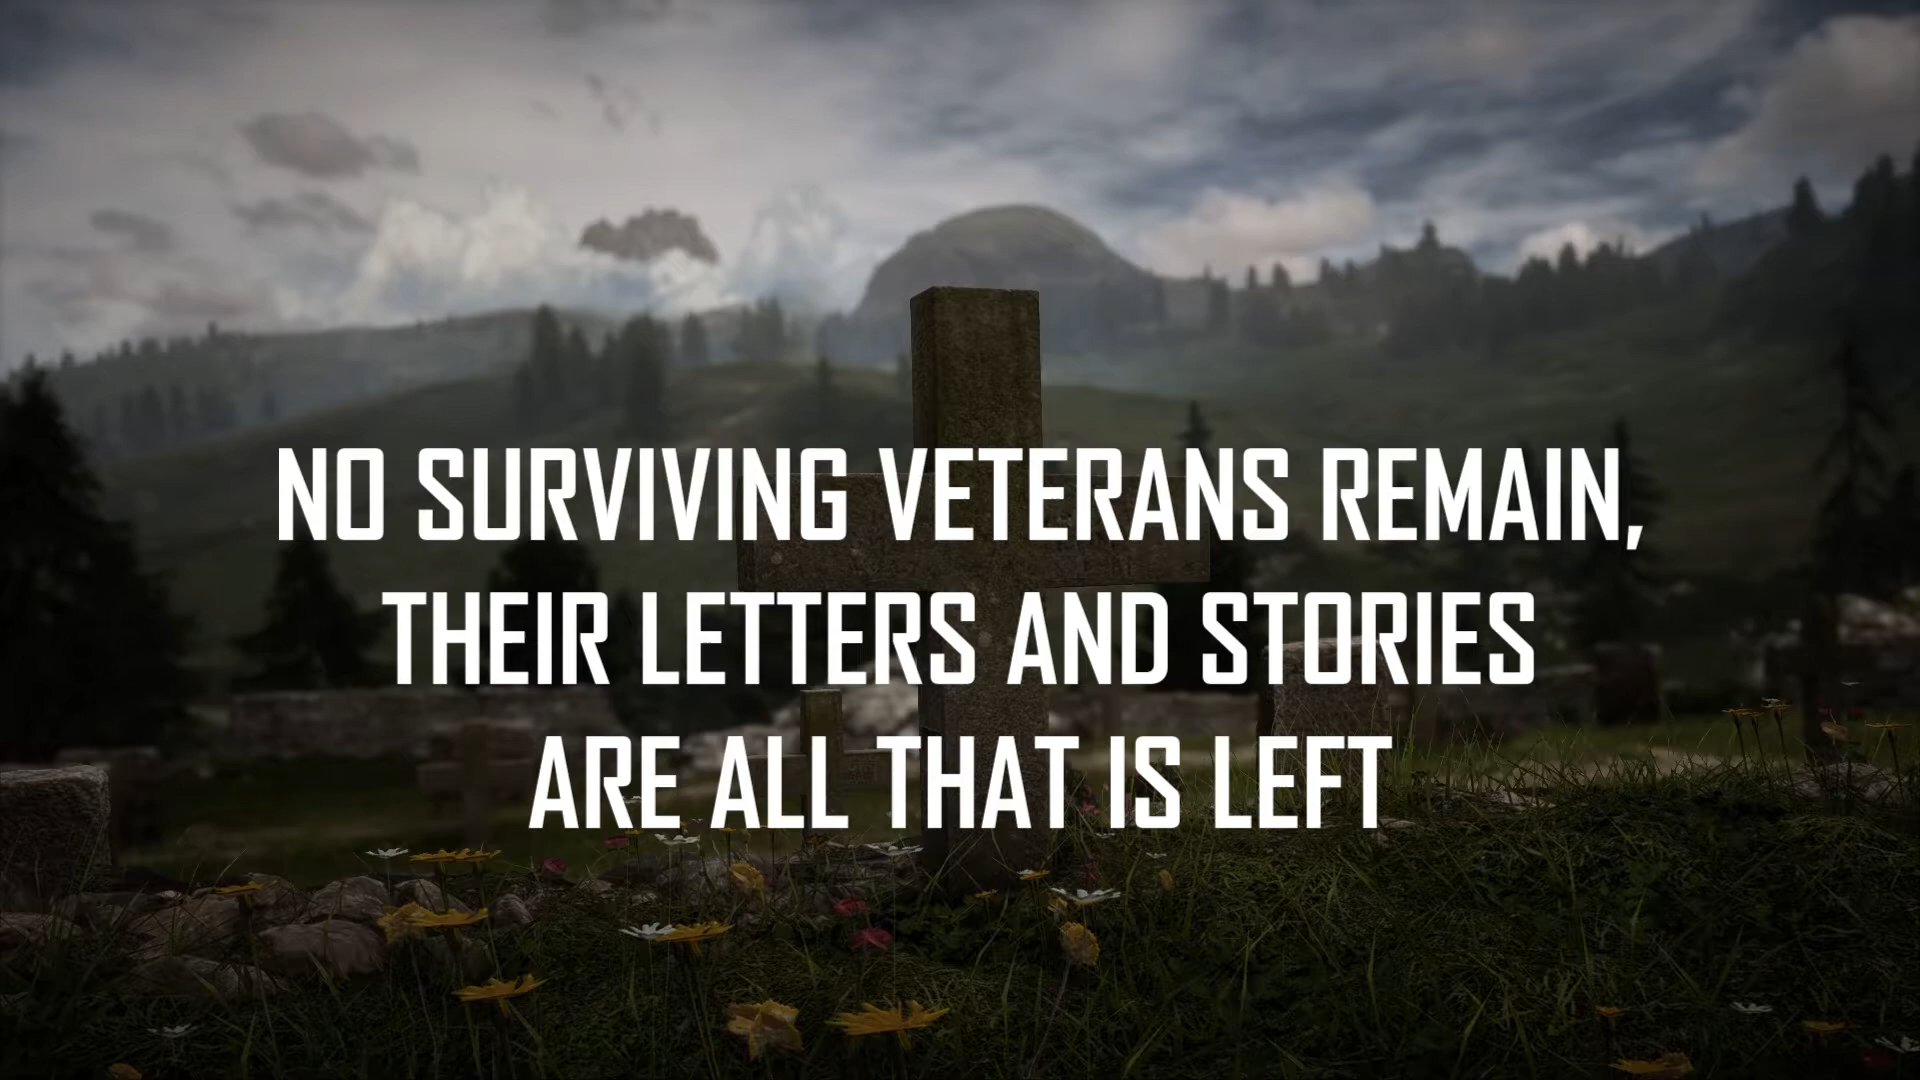 NO SURVIVING VETERANS REMAIN,
THEIR LETTERS AND STORIES
ARE ALL THAT IS LEFT